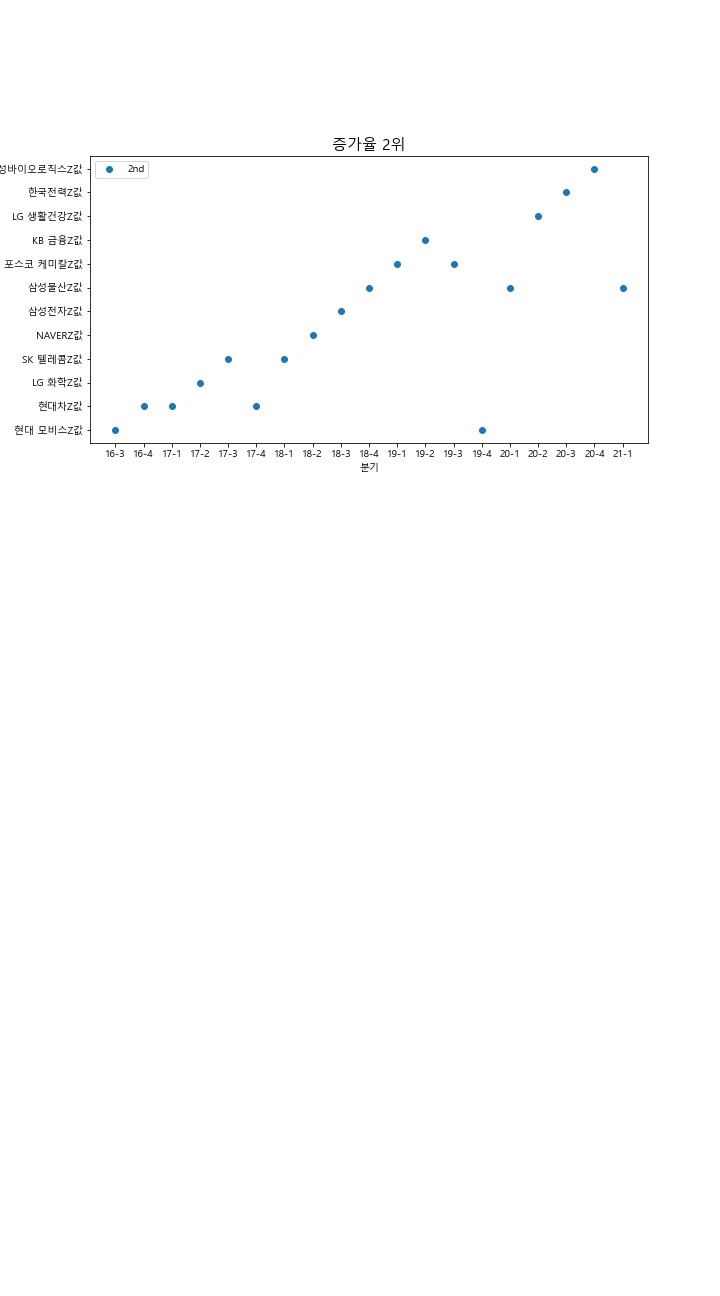 증가율 2위
2nd
성바이오로직스Z값
한국전력Z값
LG 생활건강Z값
KB 금융Z값
포스코 케미칼Z값
삼성물산Z값
삼성전자Z값
NAVERZ값
SK 텔레콤Z값
LG 화학Z값
현대차Z값
현대 모비스Z값
16-3 16-4 17-1 17-2 17-3 17-4 18-1 18-2 18-3 18-4 19-1 19-2 19-3 19-4 20-1 20-2 20-3 20-4 21-1
분기